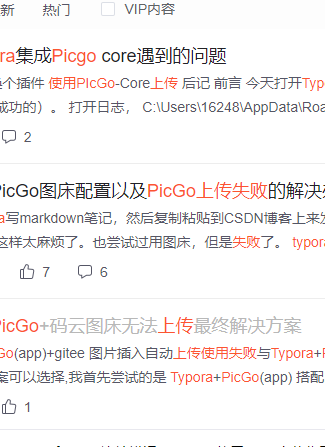 新 热门 VIP内容
ora集成Picgo core遇到的问题
个插件 使用PIcGo-Core上传 后记 前言 今天打开Typo
成功的）。 打开日志， C:\Users\16248\AppData\Roa
2
PicGo图床配置以及PicGo上传失败的解决
a写markdown笔记，然后复制粘贴到CSDN博客上来发
这样太麻烦了。也尝试过用图床，但是失败了。 typora
7 6
PicGo+码云图床无法上传最终解决方案
Go(app)+gitee 图片插入自动上传使用失败与Typora+P
案可以选择,我首先尝试的是 Typora+PicGo(app) 搭配
1